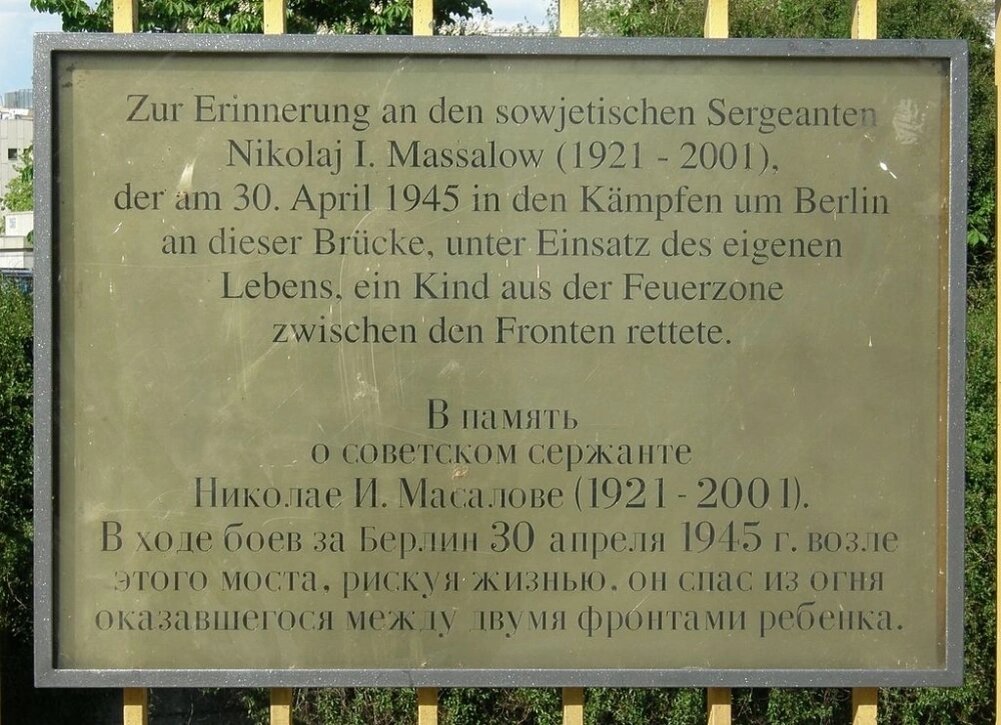 Zur Erinnerung an den sowjetischen Sergeanten
Nikolaj I. Massalow (1921 - 2001),
der am 30. April 1945 in den Kämpfen um Berlin
an dieser Brücke, unter Einsatz des eigenen
Lebens, ein Kind aus der Feuerzone
zwischen den Fronten rettete.
В память
о советском сержанте
Николае И. Масалове (1921 - 2001).
В ходе боев за Берлин 30 апреля 1945 г. возле
этого моста, рискуя жизнью, он спас из огня
оказавшегося между двумя фронтами ребенка.